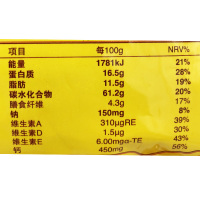 项目 每100g NRV%
能量 1781kJ 21%
蛋白质 16.5g 28%
脂肪 11.5g 19%
碳水化合物 61.2g 20%
膳食纤维 4.3g 17%
钠 150mg 8%
维生素A 310μgRE 39%
维生素D 1.5μg 30%
维生素E 6.00mgα-TE 43%
钙 450mg 56%